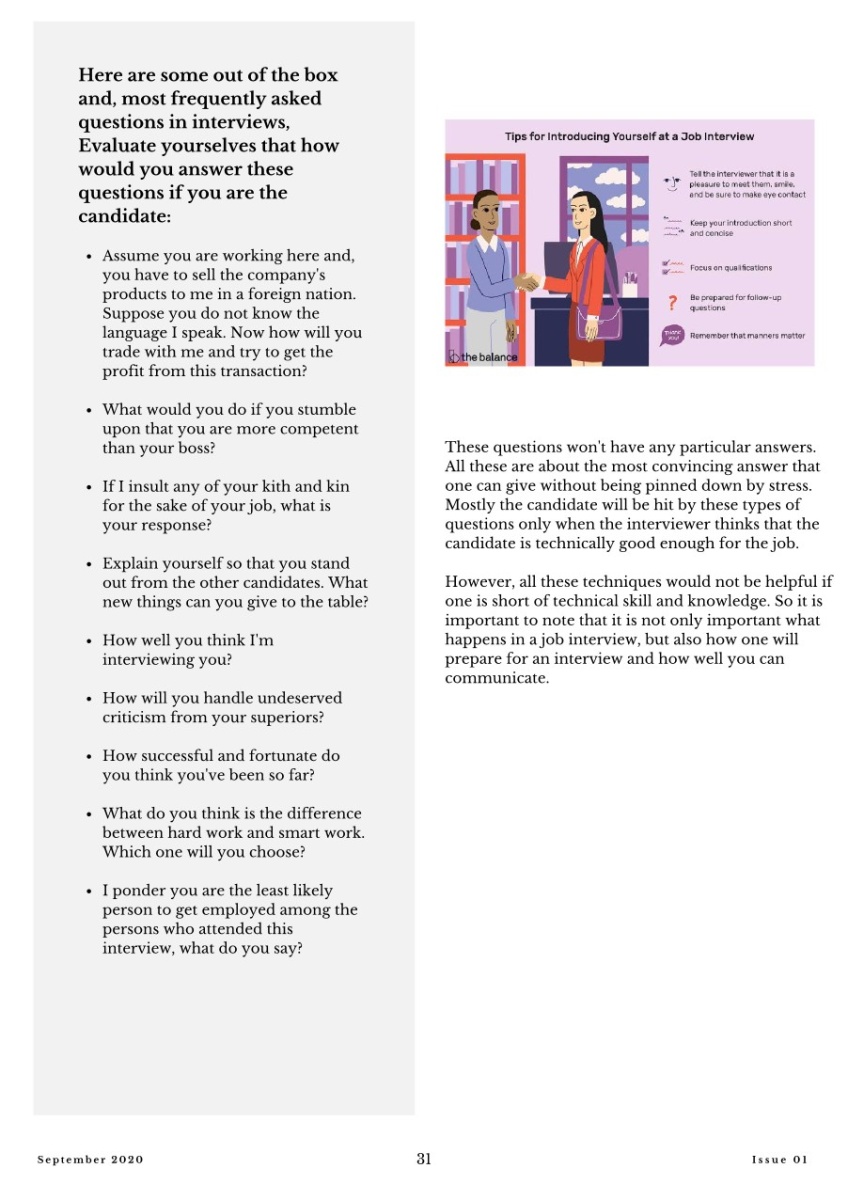 Here are some out of the box
and, most frequently asked
questions in interviews,
Evaluate yourselves that how
would you answer these
questions if you are the
candidate:
• Assume you are working here and,
you have to sell the company's
products to me in a foreign nation.
Suppose you do not know the
language I speak. Now how will you
trade with me and try to get the
profit from this transaction?
• What would you do if you stumble
upon that you are more competent
than your boss?
• If I insult any of your kith and kin
for the sake of your job, what is
your response?
• Explain yourself so that you stand
out from the other candidates. What
new things can you give to the table?
• How well you think I'm
interviewing you?
• How will you handle undeserved
criticism from your superiors?
• How successful and fortunate do
you think you've been so far?
• What do you think is the difference
between hard work and smart work.
Which one will you choose?
• I ponder you are the least likely
person to get employed among the
persons who attended this
interview, what do you say?
Tips for Introducing Yourself at a Job Interview
Tell the interviewer that it is a
pleasure to meet them, smile,
and be sure to make eye contact
Keep your introduction short
and concise
Focus on qualifications
?
Be prepared for follow-up
questions
THANK
YOU!
Remember that manners matter
the balance
These questions won't have any particular answers.
All these are about the most convincing answer that
one can give without being pinned down by stress.
Mostly the candidate will be hit by these types of
questions only when the interviewer thinks that the
candidate is technically good enough for the job.
However, all these techniques would not be helpful if
one is short of technical skill and knowledge. So it is
important to note that it is not only important what
happens in a job interview, but also how one will
prepare for an interview and how well you can
communicate.
September 2020
31
Issue 01